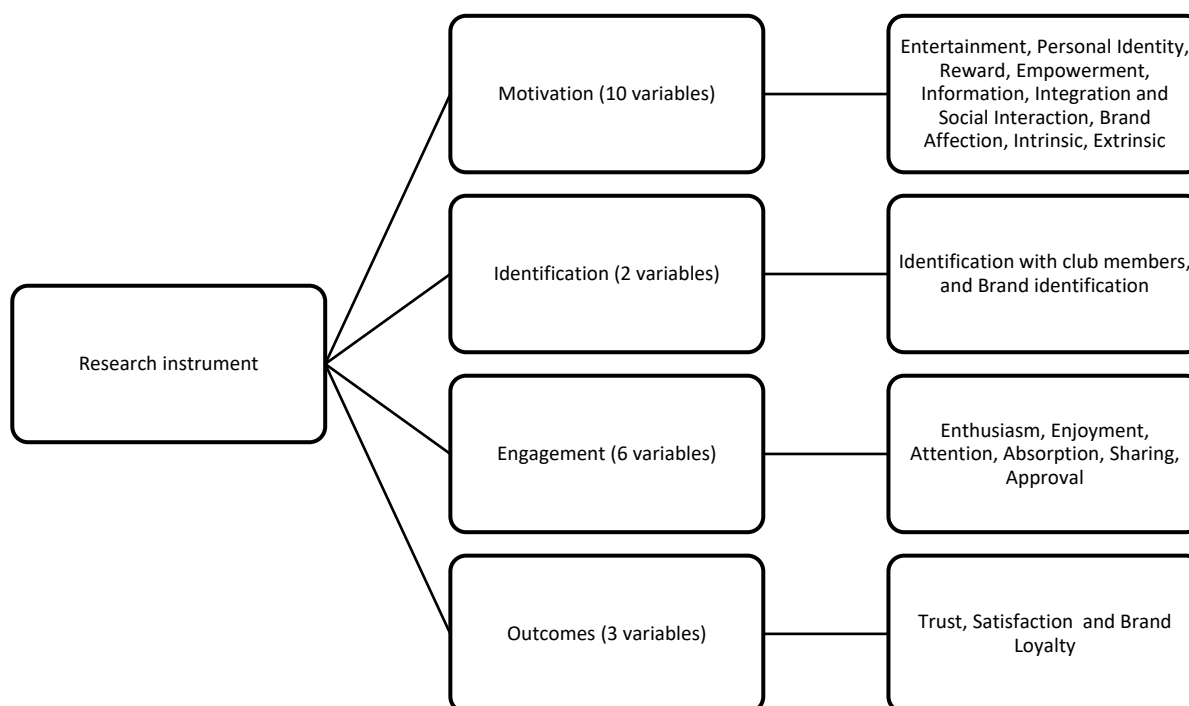 Research instrument
Motivation (10 variables)
Entertainment, Personal Identity,
Reward, Empowerment,
Information, Integration and
Social Interaction, Brand
Affection, Intrinsic, Extrinsic
Identification (2 variables)
Identification with club members,
and Brand identification
Engagement (6 variables)
Enthusiasm, Enjoyment,
Attention, Absorption, Sharing,
Approval
Outcomes (3 variables)
Trust, Satisfaction  and Brand
Loyalty